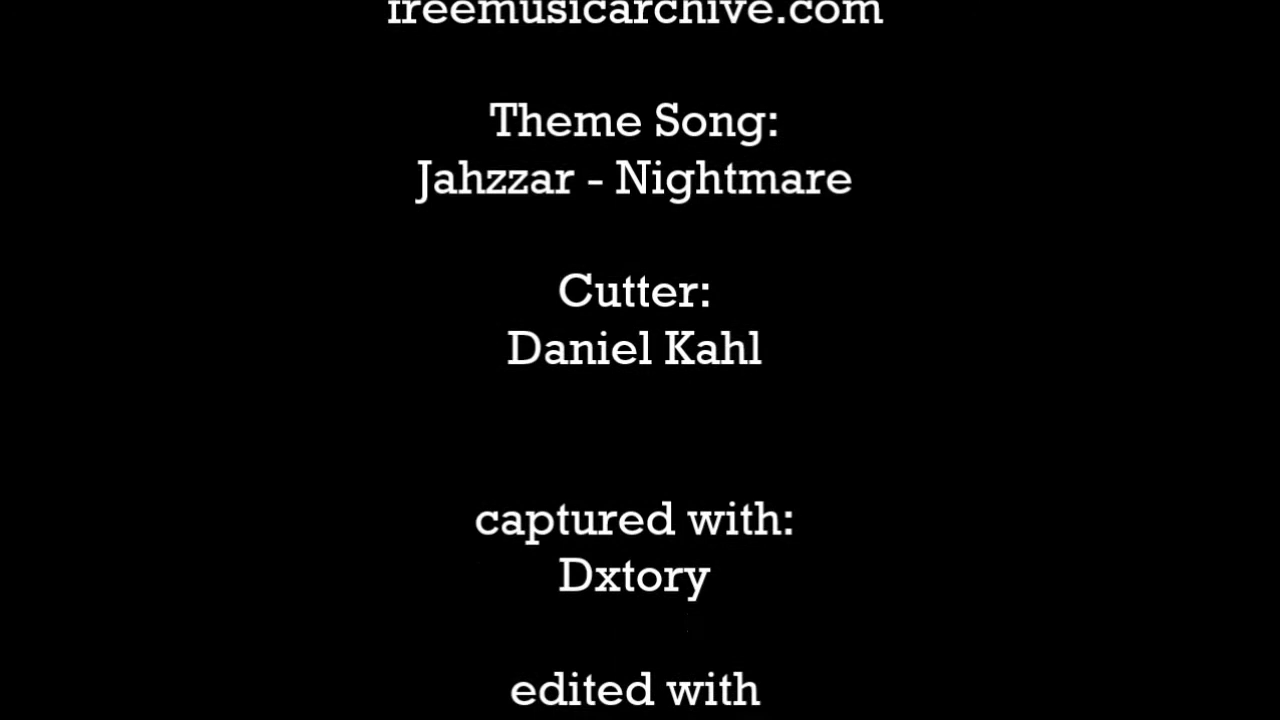 freemusicarchive.com
Theme Song:
Jahzzar - Nightmare
Cutter:
Daniel Kahl
captured with:
Dxtory
edited with